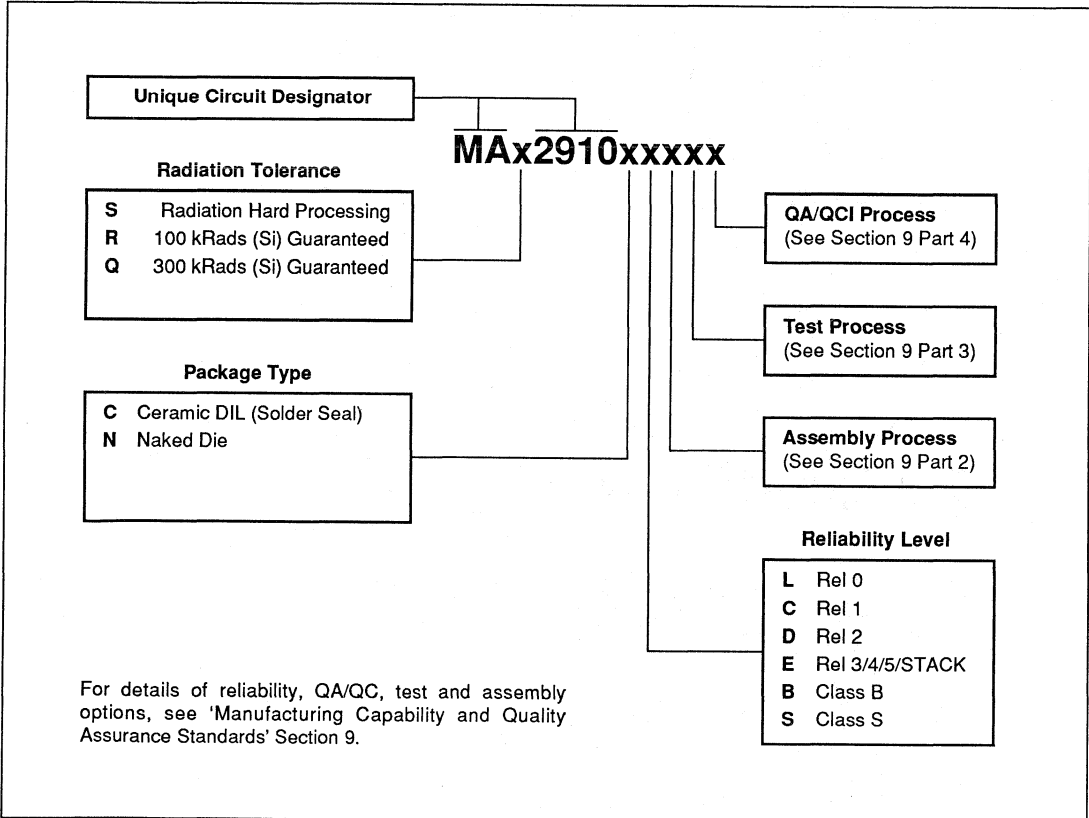 Unique Circuit Designator
MAx2910xxxxx
Radiation Tolerance
S Radiation Hard Processing
R 100 kRads (Si) Guaranteed
Q 300 kRads (Si) Guaranteed
Package Type
C Ceramic DIL (Solder Seal)
N Naked Die
QA/QCI Process
(See Section 9 Part 4)
Test Process
(See Section 9 Part 3)
Assembly Process
(See Section 9 Part 2)
Reliability Level
L Rel 0
C Rel 1
D Rel 2
E Rel 3/4/5/STACK
B Class B
S Class S
For details of reliability, QA/QC, test and assembly
options, see 'Manufacturing Capability and Quality
Assurance Standards' Section 9.